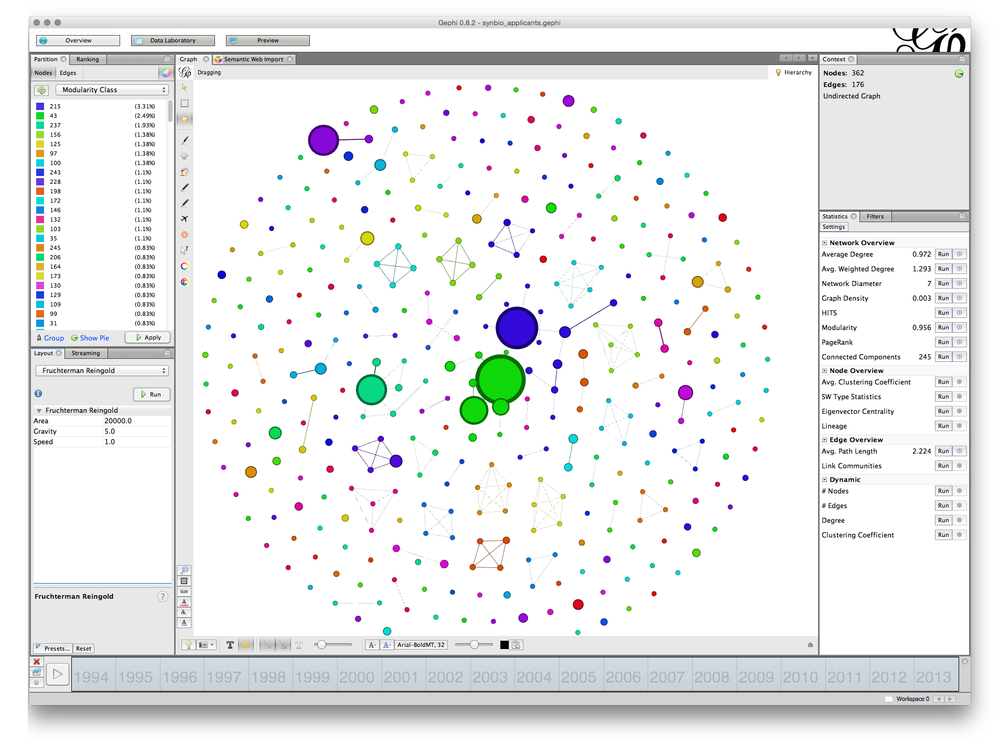 Gephi 0.8.2 - synbio_applicants.gephi
Overview
Data Laboratory
Preview
Partition
Ranking
Nodes
Edges
Modularity Class
215 (3.31%)
43 (2.49%)
237 (1.93%)
156 (1.38%)
125 (1.38%)
97 (1.38%)
100 (1.38%)
243 (1.1%)
228 (1.1%)
198 (1.1%)
172 (1.1%)
146 (1.1%)
132 (1.1%)
103 (1.1%)
35 (1.1%)
245 (0.83%)
206 (0.83%)
164 (0.83%)
173 (0.83%)
130 (0.83%)
129 (0.83%)
109 (0.83%)
99 (0.83%)
31 (0.83%)
Group
Show Pie
Apply
Layout
Streaming
Fruchterman Reingold
Run
Fruchterman Reingold
Area 20000.0
Gravity 5.0
Speed 1.0
Fruchterman Reingold
?
Presets...
Reset
Graph
Semantic Web Import
Dragging
Hierarchy
size
A
A
A
T
T
A-
A-
Arial-BoldMT, 32
Context
Nodes: 362
Edges: 176
Undirected Graph
Statistics
Filters
Settings
Network Overview
Average Degree 0.972 Run
Avg. Weighted Degree 1.293 Run
Network Diameter 7 Run
Graph Density 0.003 Run
HITS Run
Modularity 0.956 Run
PageRank Run
Connected Components 245 Run
Node Overview
Avg. Clustering Coefficient Run
SW Type Statistics Run
Eigenvector Centrality Run
Lineage Run
Edge Overview
Avg. Path Length 2.224 Run
Link Communities Run
Dynamic
# Nodes Run
# Edges Run
Degree Run
Clustering Coefficient Run
1994 1995 1996 1997 1998 1999 2000 2001 2002 2003 2004 2005 2006 2007 2008 2009 2010 2011 2012 2013
Workspace 0